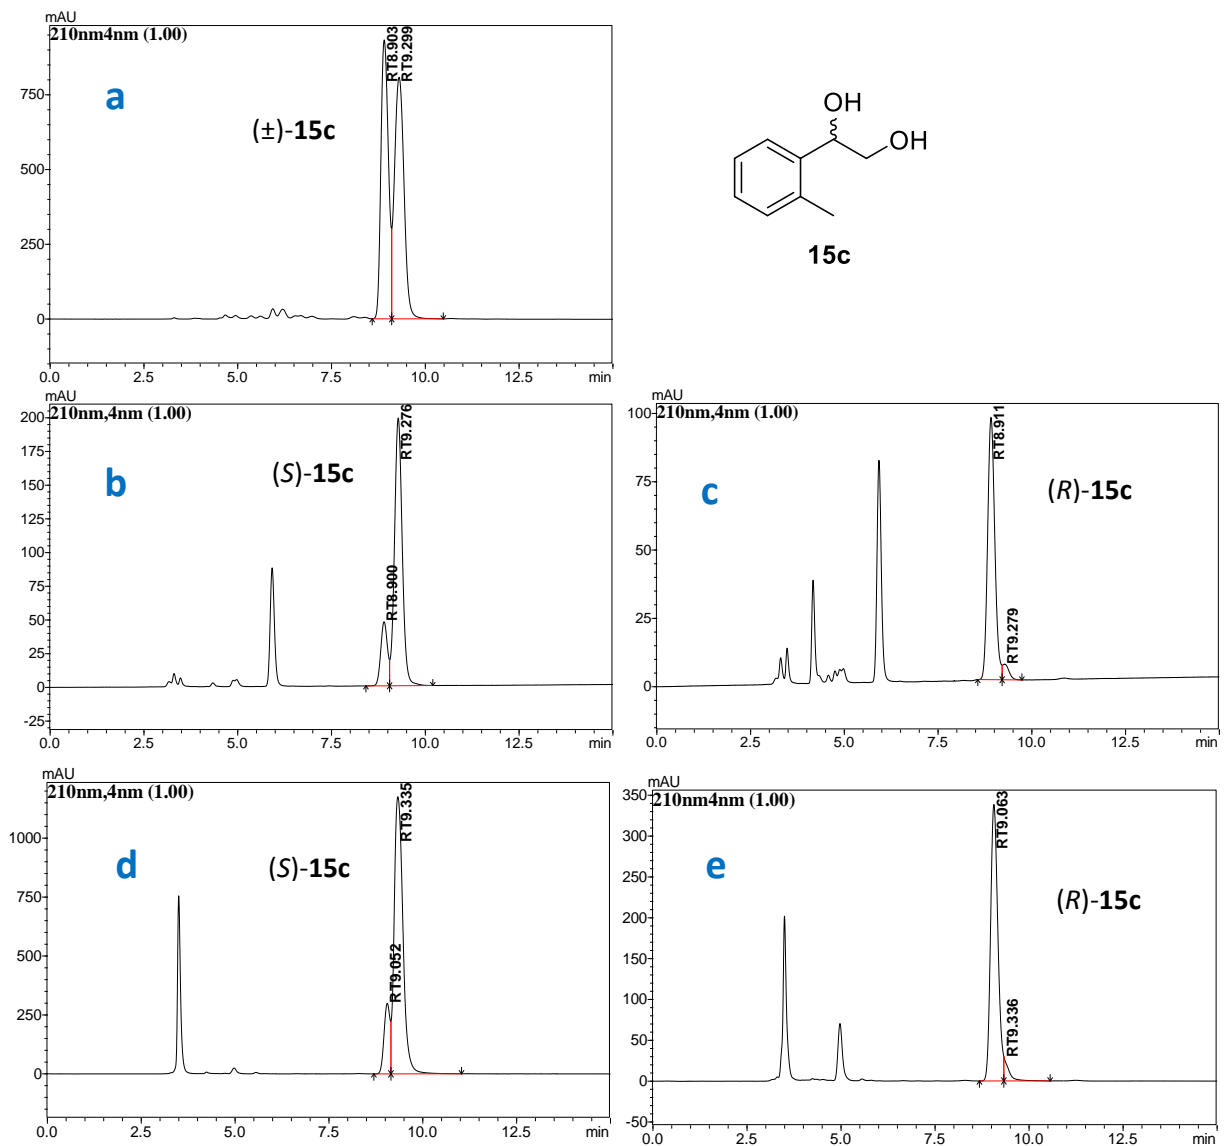 mAU
210nm4nm (1.00)
a
(±)-15c
RT8.903
RT9.299
750
500
250
0
0.0 2.5 5.0 7.5 10.0 12.5 min
OH
OH
15c
mAU
210nm,4nm (1.00)
b
(S)-15c
RT8.900
RT9.276
200
175
150
125
100
75
50
25
0
-25
0.0 2.5 5.0 7.5 10.0 12.5 min
mAU
210nm,4nm (1.00)
c
(R)-15c
RT8.911
RT9.279
100
75
50
25
0
0.0 2.5 5.0 7.5 10.0 12.5 min
mAU
210nm,4nm (1.00)
d
(S)-15c
RT9.052
RT9.335
1000
750
500
250
0
0.0 2.5 5.0 7.5 10.0 12.5 min
mAU
210nm4nm (1.00)
e
(R)-15c
RT9.063
RT9.336
350
300
250
200
150
100
50
0
-50
0.0 2.5 5.0 7.5 10.0 12.5 min